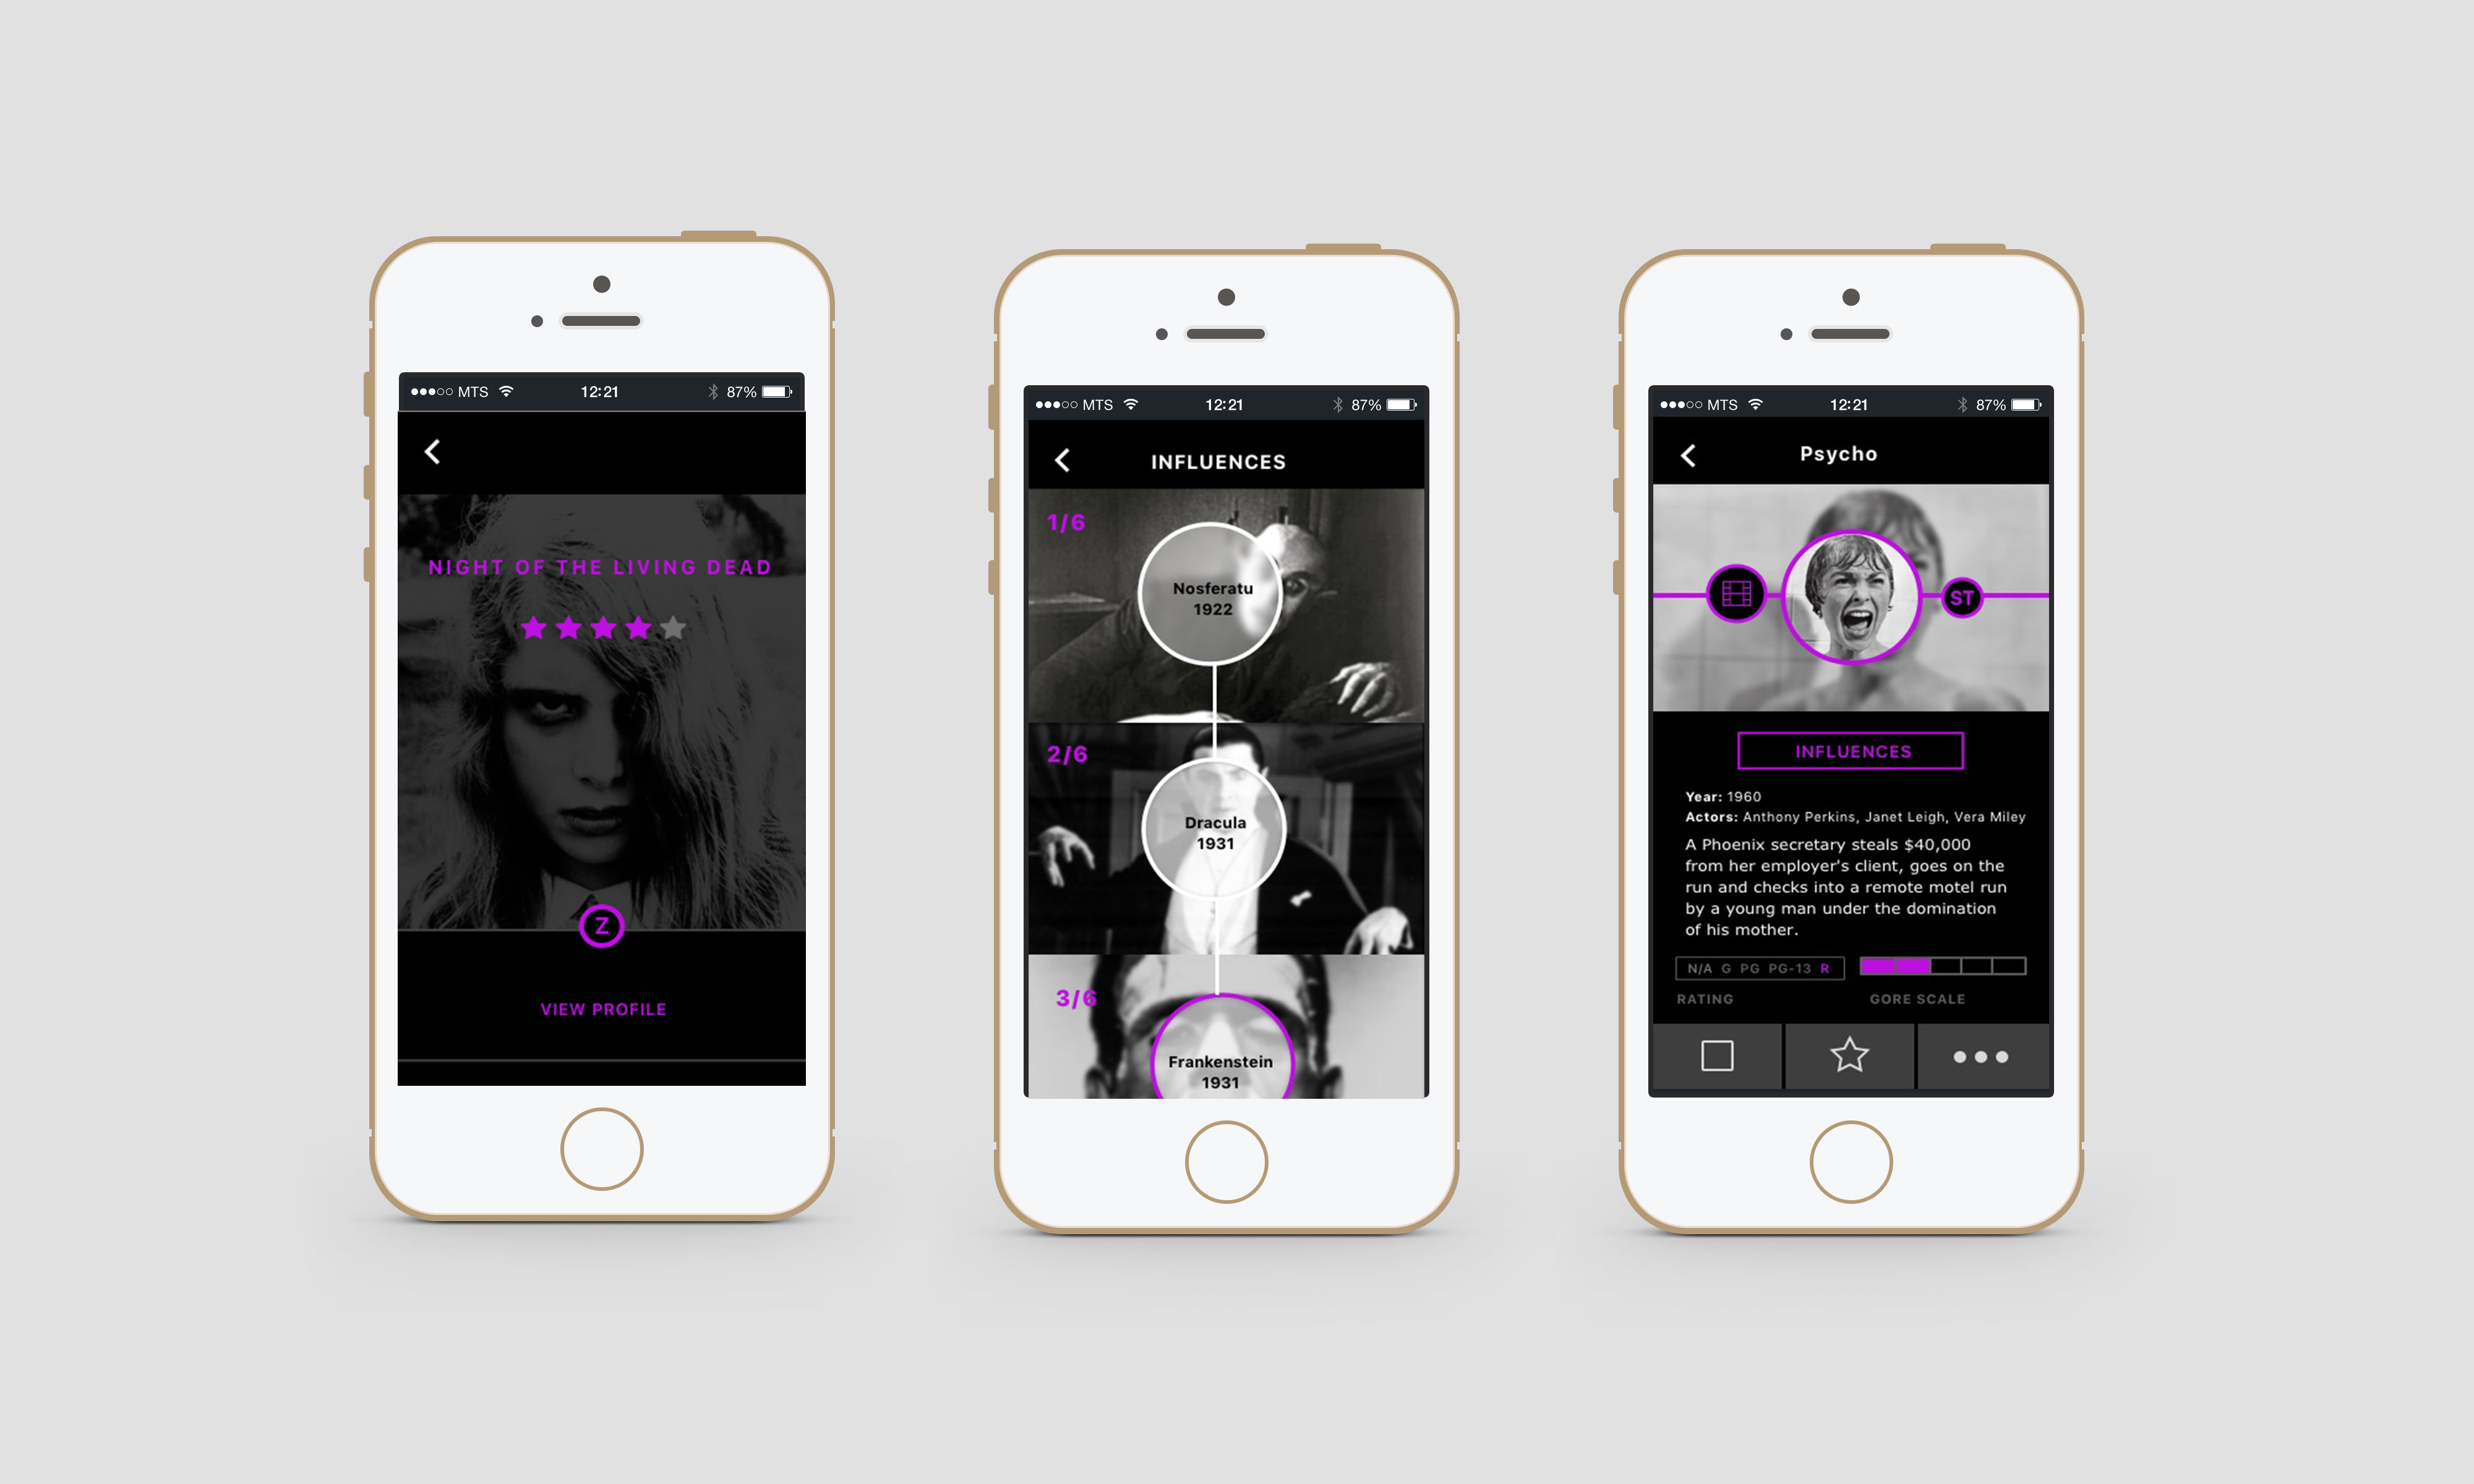 MTS 12:21 87%
NIGHT OF THE LIVING DEAD
Z
VIEW PROFILE
MTS 12:21 87%
INFLUENCES
1/6
Nosferatu
1922
2/6
Dracula
1931
3/6
Frankenstein
1931
MTS 12:21 87%
Psycho
ST
INFLUENCES
Year: 1960
Actors: Anthony Perkins, Janet Leigh, Vera Miley
A Phoenix secretary steals $40,000
from her employer's client, goes on the
run and checks into a remote motel run
by a young man under the domination
of his mother.
N/A G PG PG-13 R
RATING GORE SCALE